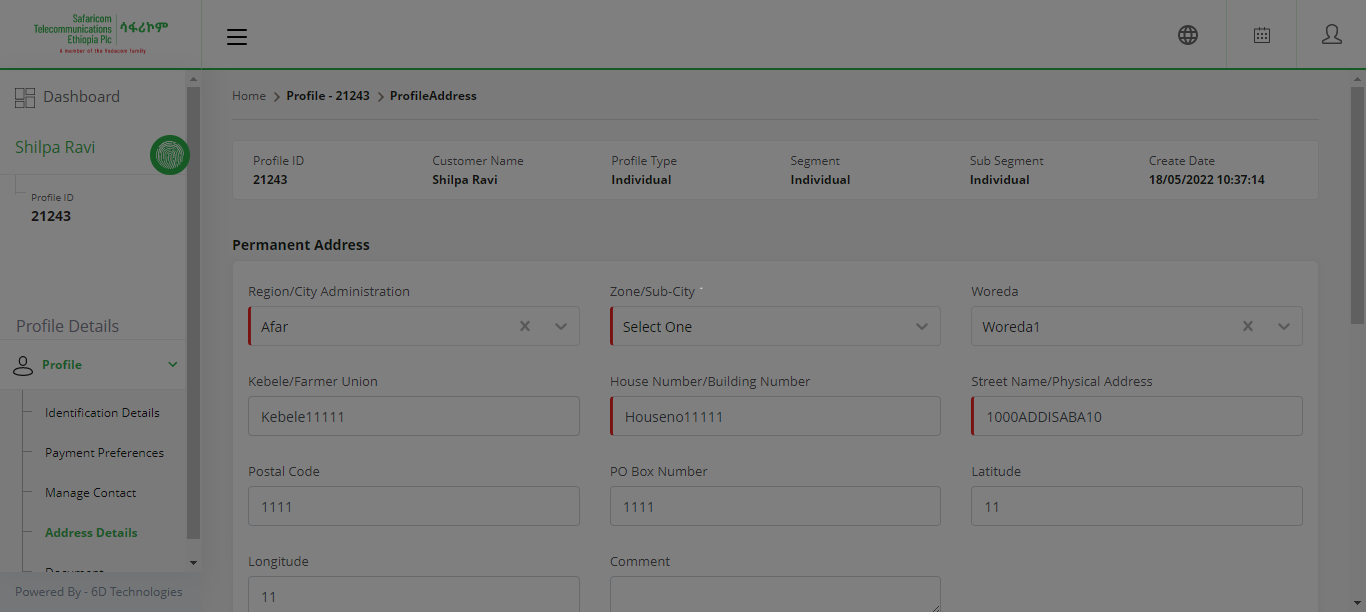 Safaricom
Telecommunications
Ethiopia Plc
ሳፋሪኮም
A member of the Vodacom family
Dashboard
Shilpa Ravi
Profile ID
21243
Profile Details
Profile
Identification Details
Payment Preferences
Manage Contact
Address Details
Document
Powered By - 6D Technologies
Home > Profile - 21243 > ProfileAddress
Profile ID Customer Name Profile Type Segment Sub Segment Create Date
21243 Shilpa Ravi Individual Individual Individual 18/05/2022 10:37:14
Permanent Address
Region/City Administration Zone/Sub-City Woreda
Afar Select One Woreda1
Kebele/Farmer Union House Number/Building Number Street Name/Physical Address
Kebele11111 Houseno11111 1000ADDISABA10
Postal Code PO Box Number Latitude
1111 1111 11
Longitude Comment
11